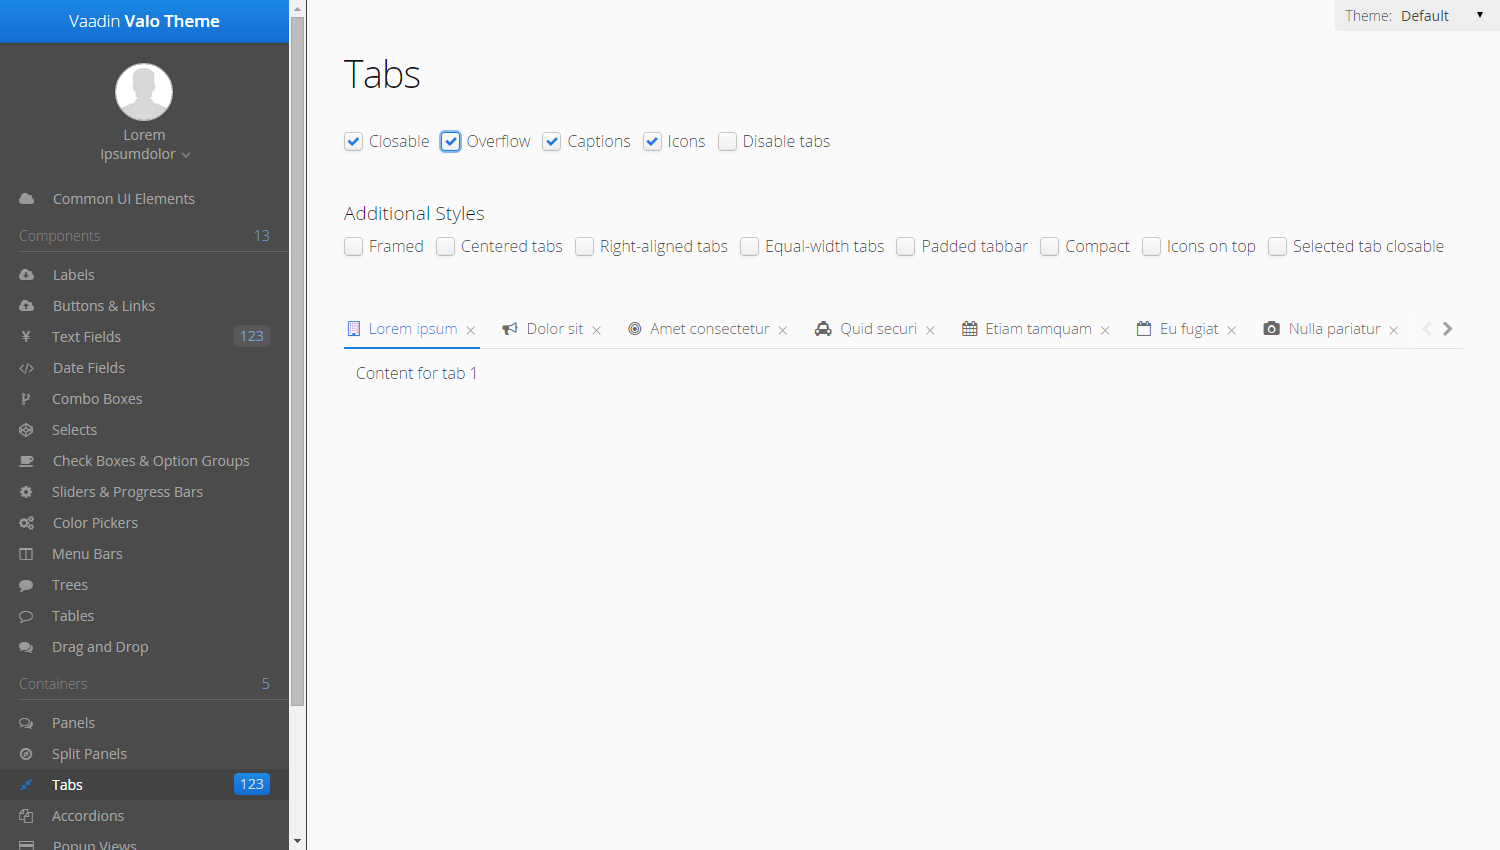 Vaadin Valo Theme
Lorem
Ipsumdolor
Common UI Elements
Components 13
Labels
Buttons & Links
Text Fields 123
Date Fields
Combo Boxes
Selects
Check Boxes & Option Groups
Sliders & Progress Bars
Color Pickers
Menu Bars
Trees
Tables
Drag and Drop
Containers 5
Panels
Split Panels
Tabs 123
Accordions
Popup Views
Theme: Default
Tabs
Closable Overflow Captions Icons Disable tabs
Additional Styles
Framed Centered tabs Right-aligned tabs Equal-width tabs Padded tabbar Compact Icons on top Selected tab closable
Lorem ipsum Dolor sit Amet consectetur Quid securi Etiam tamquam Eu fugiat Nulla pariatur
Content for tab 1